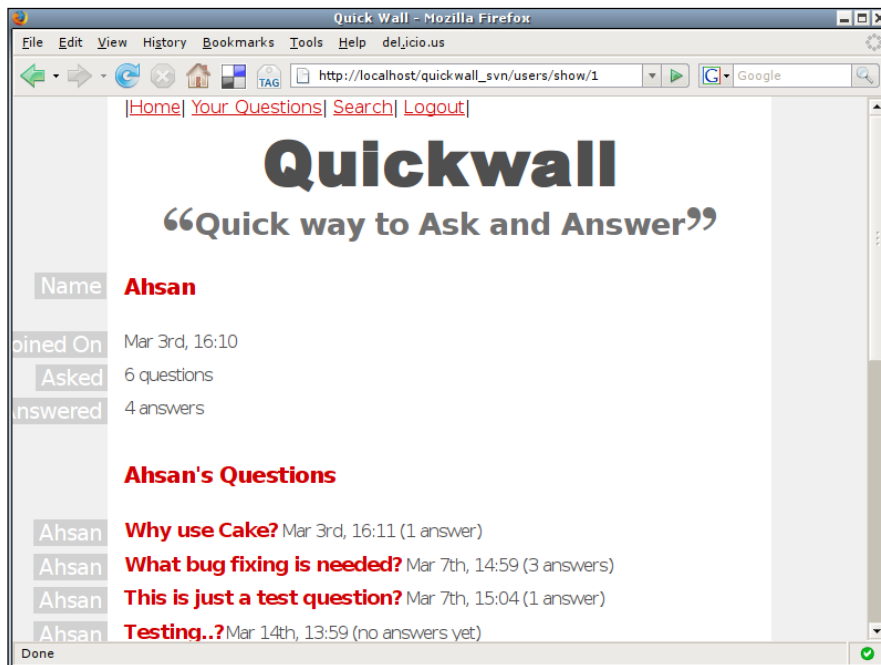 Quick Wall - Mozilla Firefox
File Edit View History Bookmarks Tools Help del.icio.us
TAG http://localhost/quickwall_svn/users/show/1 G Google
|Home| Your Questions| Search| Logout|
Quickwall
“Quick way to Ask and Answer”
Name Ahsan
oined On Mar 3rd, 16:10
Asked 6 questions
Answered 4 answers
Ahsan's Questions
Ahsan Why use Cake? Mar 3rd, 16:11 (1 answer)
Ahsan What bug fixing is needed? Mar 7th, 14:59 (3 answers)
Ahsan This is just a test question? Mar 7th, 15:04 (1 answer)
Ahsan Testing..? Mar 14th, 13:59 (no answers yet)
Done